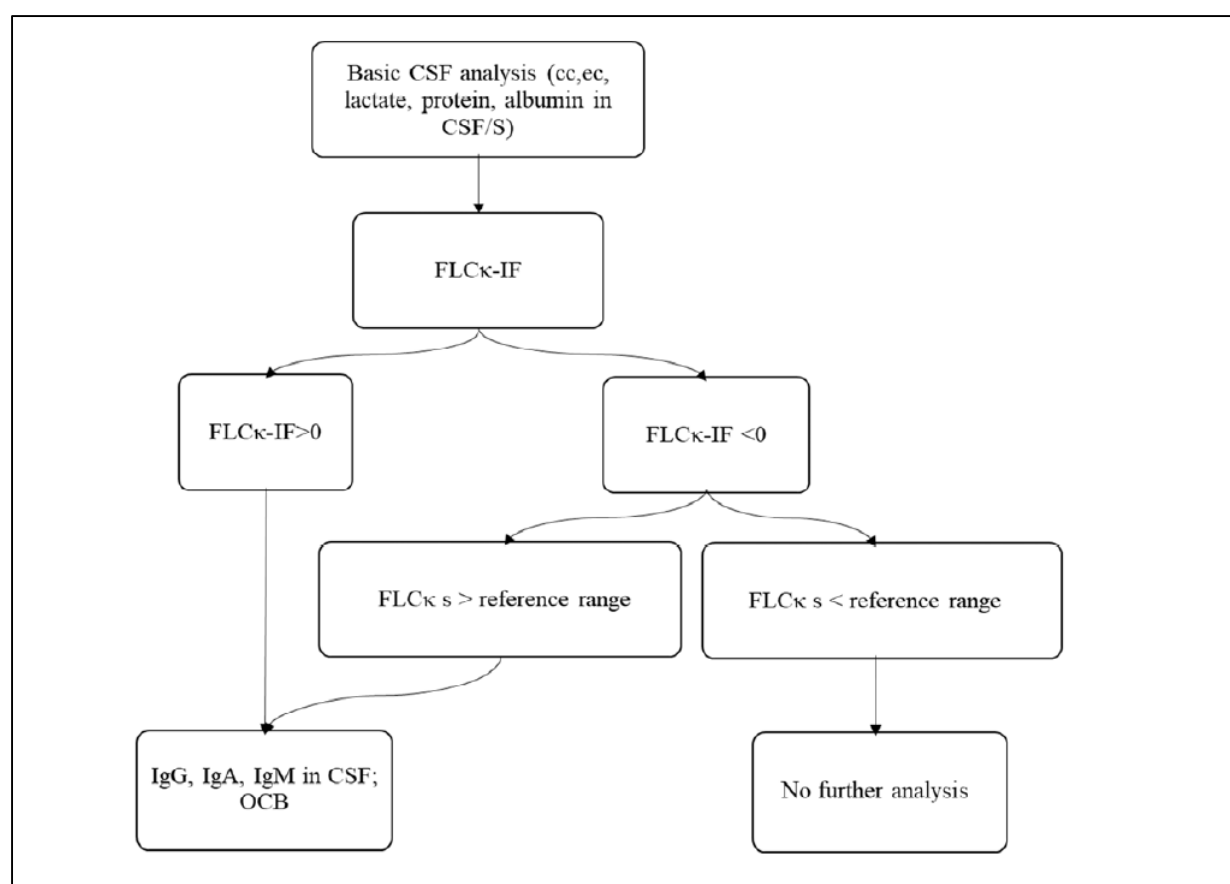 Basic CSF analysis (cc,ec,
lactate, protein, albumin in
CSF/S)
FLCκ-IF
FLCκ-IF>0
FLCκ-IF <0
FLCκ s > reference range
FLCκ s < reference range
IgG, IgA, IgM in CSF;
OCB
No further analysis